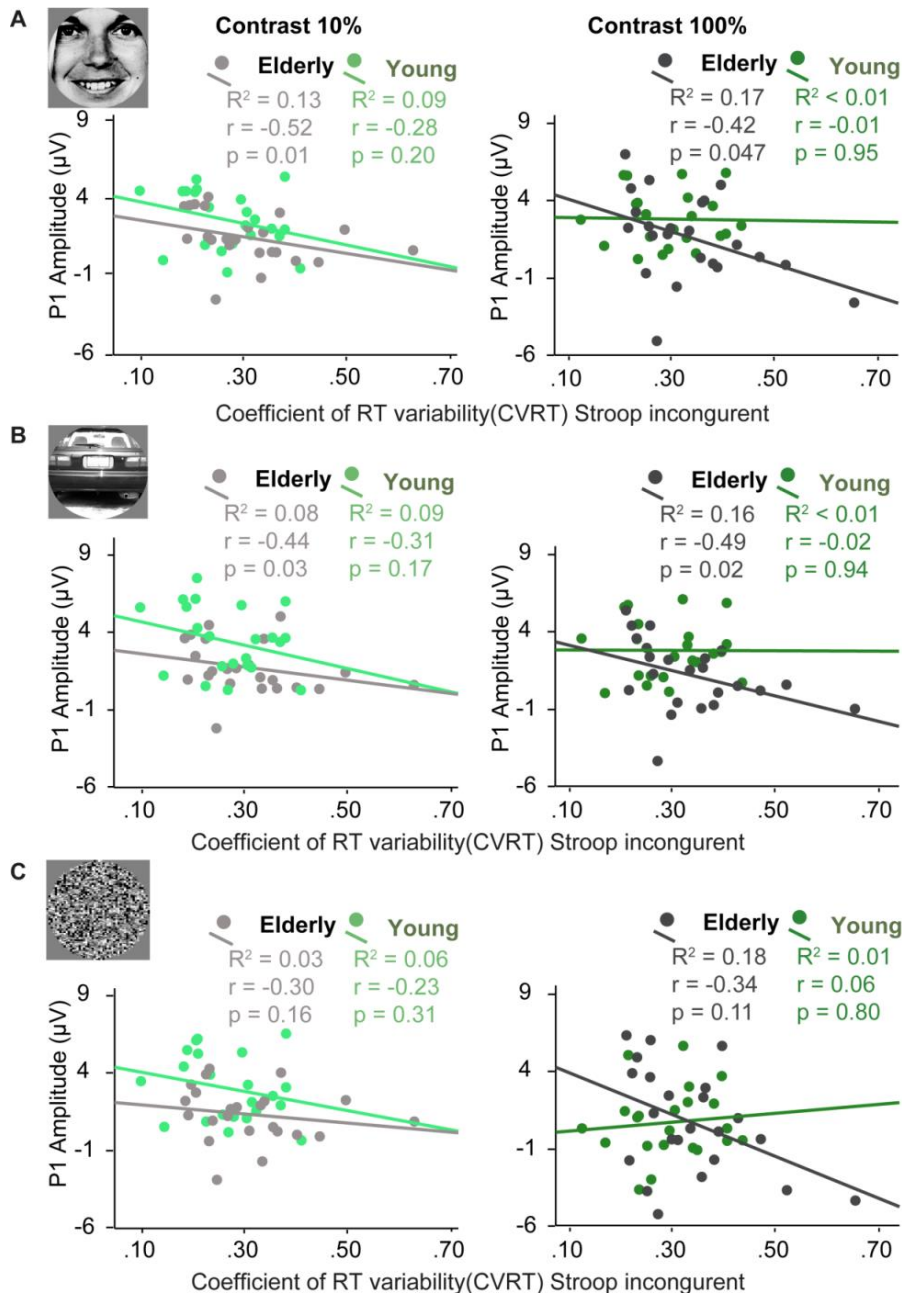 A
Contrast 10%
Contrast 100%
Elderly Young
R² = 0.13 R² = 0.09
r = -0.52 r = -0.28
p = 0.01 p = 0.20
Elderly Young
R² = 0.17 R² < 0.01
r = -0.42 r = -0.01
p = 0.047 p = 0.95
P1 Amplitude (µV)
9
4
-1
-6
.10 .30 .50 .70
P1 Amplitude (µV)
9
4
-1
-6
.10 .30 .50 .70
Coefficient of RT variability(CVRT) Stroop incongurent
B
Elderly Young
R² = 0.08 R² = 0.09
r = -0.44 r = -0.31
p = 0.03 p = 0.17
Elderly Young
R² = 0.16 R² < 0.01
r = -0.49 r = -0.02
p = 0.02 p = 0.94
P1 Amplitude (µV)
9
4
-1
-6
.10 .30 .50 .70
P1 Amplitude (µV)
9
4
-1
-6
.10 .30 .50 .70
Coefficient of RT variability(CVRT) Stroop incongurent
C
Elderly Young
R² = 0.03 R² = 0.06
r = -0.30 r = -0.23
p = 0.16 p = 0.31
Elderly Young
R² = 0.18 R² = 0.01
r = -0.34 r = 0.06
p = 0.11 p = 0.80
P1 Amplitude (µV)
9
4
-1
-6
.10 .30 .50 .70
P1 Amplitude (µV)
9
4
-1
-6
.10 .30 .50 .70
Coefficient of RT variability(CVRT) Stroop incongurent